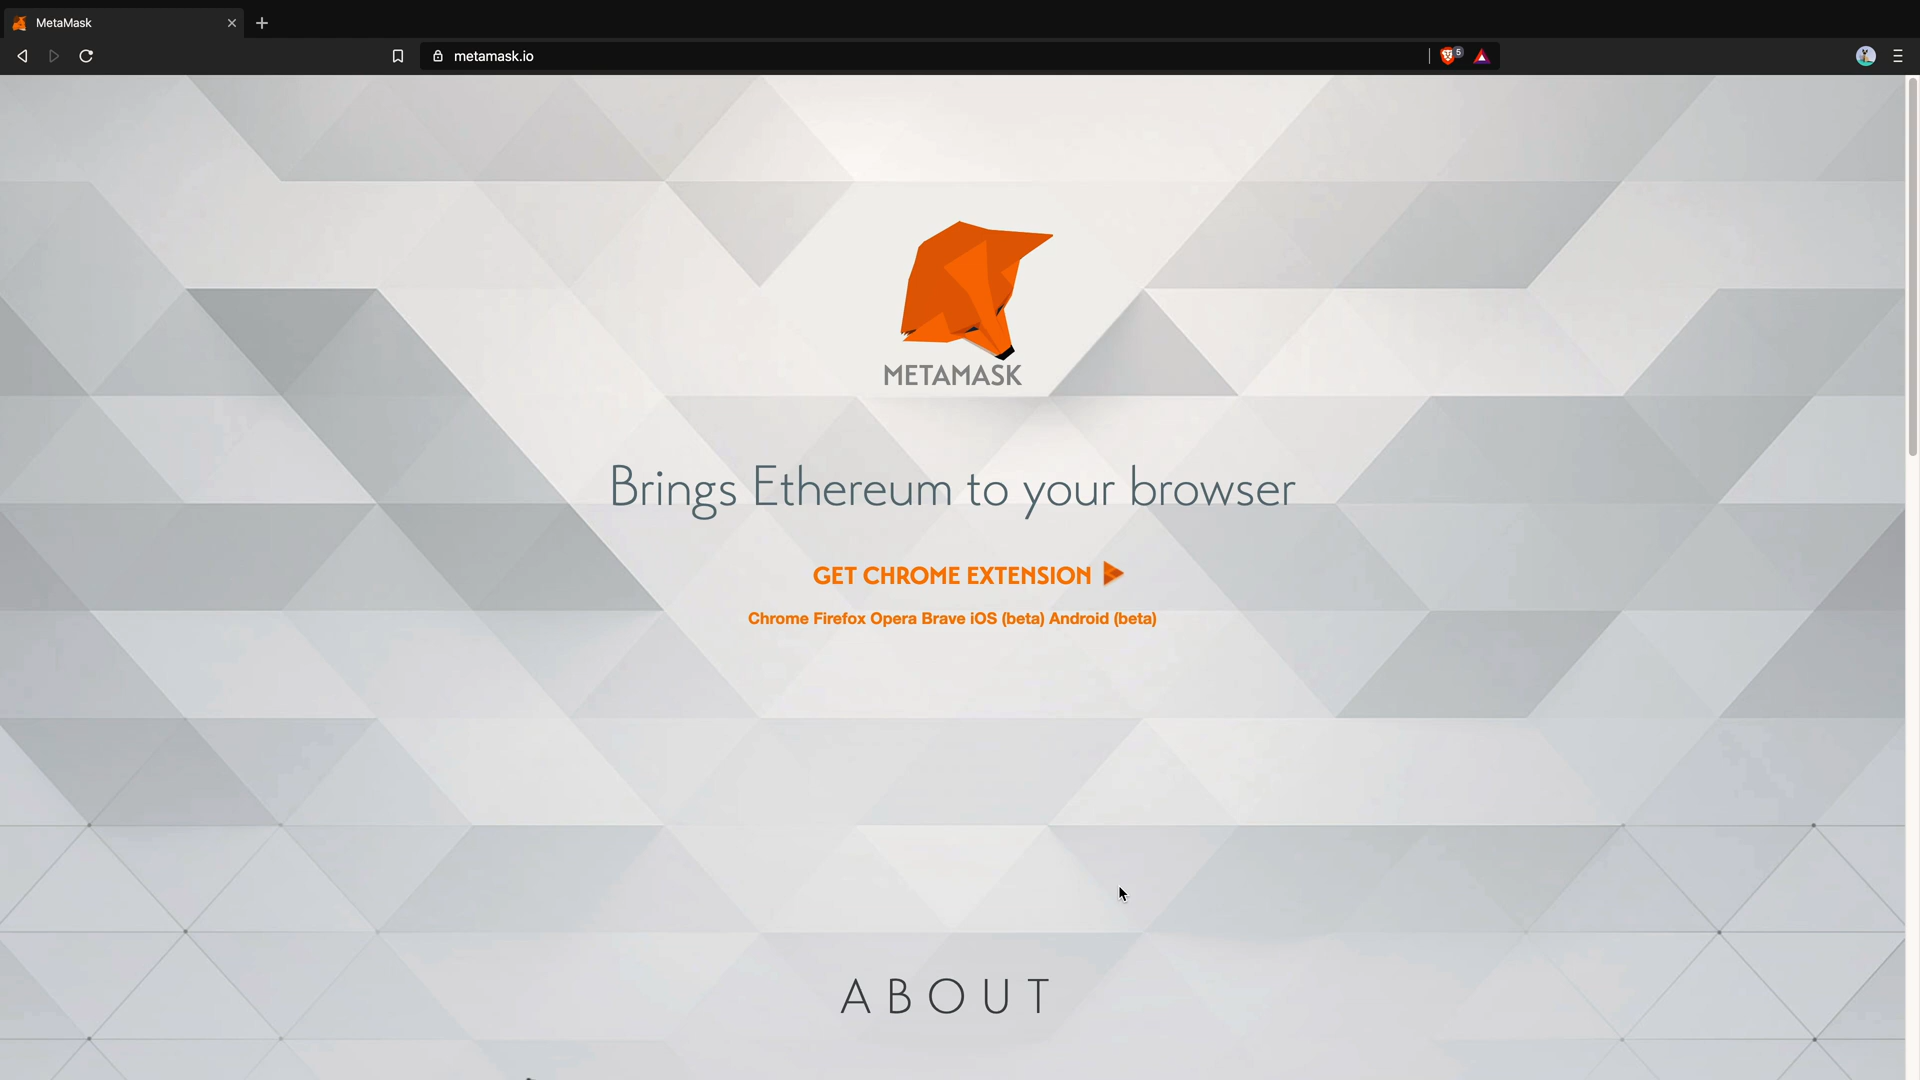 MetaMask
metamask.io
5
METAMASK
Brings Ethereum to your browser
GET CHROME EXTENSION
Chrome Firefox Opera Brave iOS (beta) Android (beta)
ABOUT